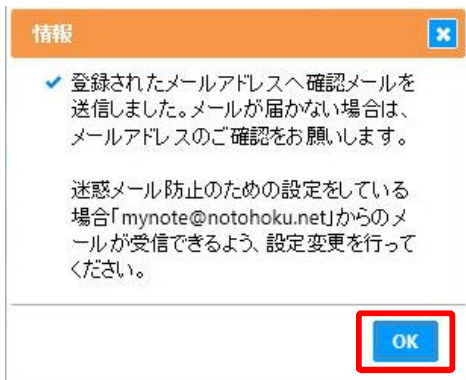 情報
登録されたメールアドレスへ確認メールを
送信しました。メールが届かない場合は、
メールアドレスのご確認をお願いします。
迷惑メール防止のための設定をしている
場合「mynote@notohoku.net」からのメ
ールが受信できるよう、設定変更を行って
ください。
OK